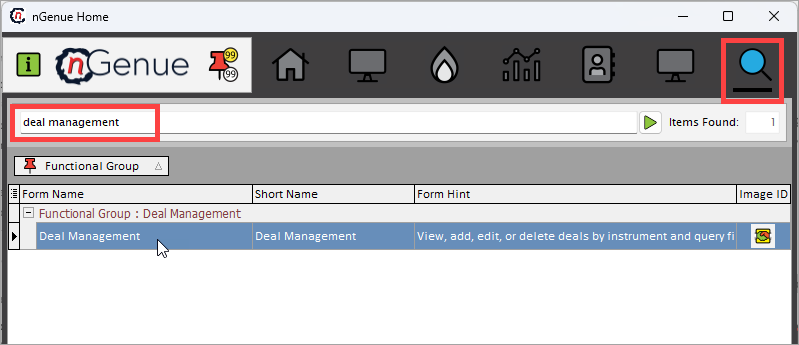 nGenue Home
i nGenue 99 99
deal management Items Found: 1
Functional Group
Form Name Short Name Form Hint Image ID
Functional Group : Deal Management
Deal Management Deal Management View, add, edit, or delete deals by instrument and query fi